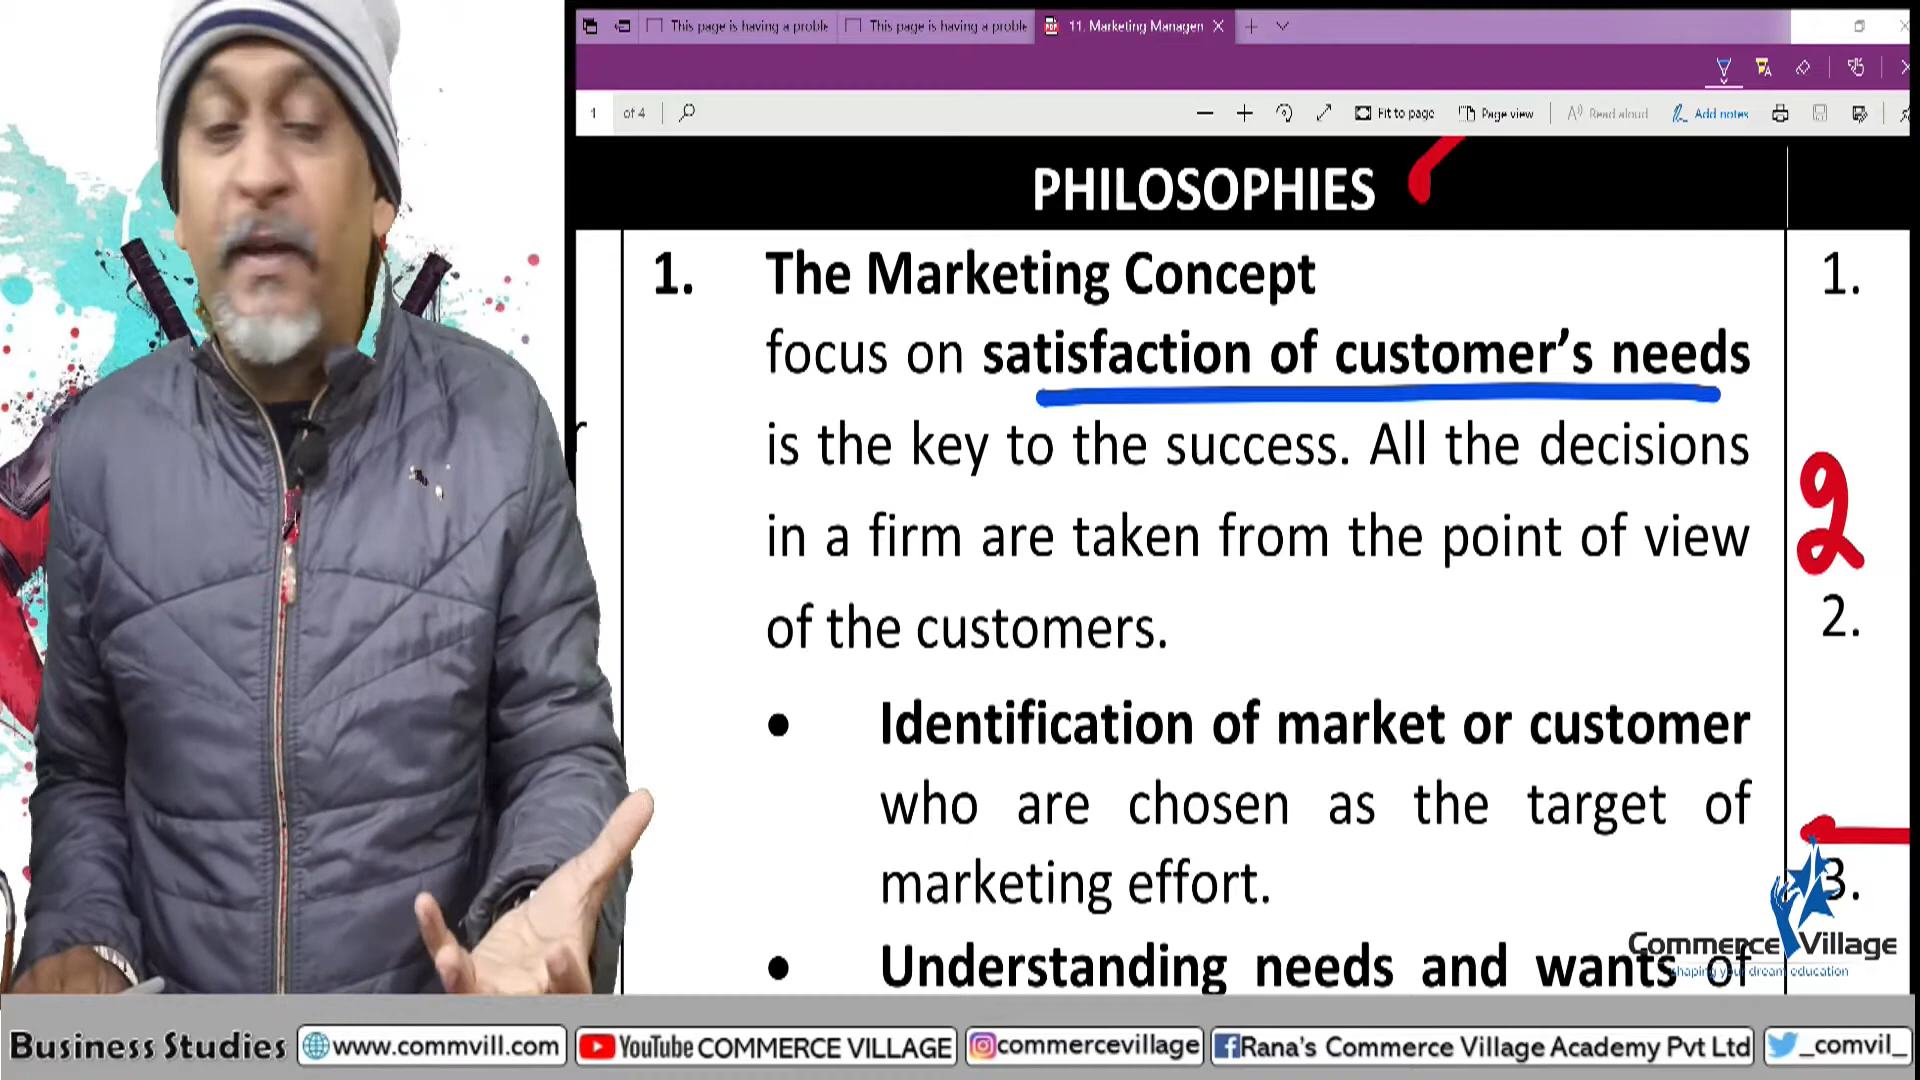 This page is having a proble
This page is having a proble
11. Marketing Managen
1 of 4
Fit to page
Page view
Read aloud
Add notes
PHILOSOPHIES
1. The Marketing Concept
focus on satisfaction of customer's needs
is the key to the success. All the decisions
in a firm are taken from the point of view
of the customers.
• Identification of market or customer
who are chosen as the target of
marketing effort.
• Understanding needs and wants of
1.
2
2.
3.
Commerce Village
shaping your dream education
Business Studies
www.commvill.com
YouTube COMMERCE VILLAGE
commercevillage
Rana's Commerce Village Academy Pvt Ltd
_comvil_